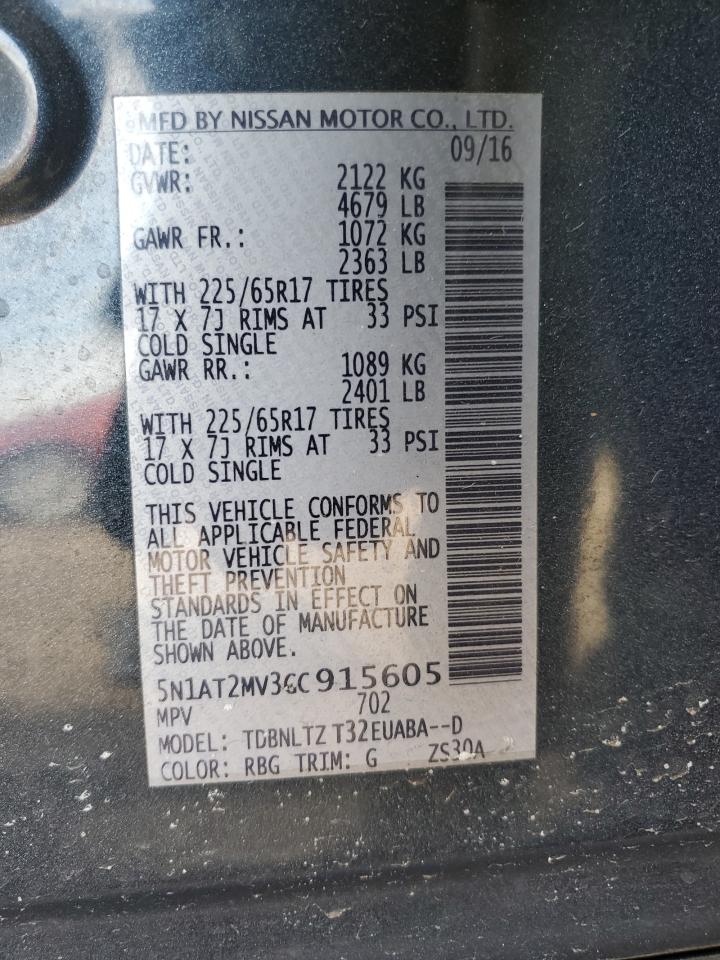 MFD BY NISSAN MOTOR CO., LTD.
DATE: 09/16
GVWR: 2122 KG
4679 LB
GAWR FR.: 1072 KG
2363 LB
WITH 225/65R17 TIRES
17 X 7J RIMS AT 33 PSI
COLD SINGLE
GAWR RR.: 1089 KG
2401 LB
WITH 225/65R17 TIRES
17 X 7J RIMS AT 33 PSI
COLD SINGLE
THIS VEHICLE CONFORMS TO
ALL APPLICABLE FEDERAL
MOTOR VEHICLE SAFETY AND
THEFT PREVENTION
STANDARDS IN EFFECT ON
THE DATE OF MANUFACTURE
SHOWN ABOVE.
5N1AT2MV3GC915605
MPV 702
MODEL: TDBNLTZ T32EUABA--D
COLOR: RBG TRIM: G ZS30A